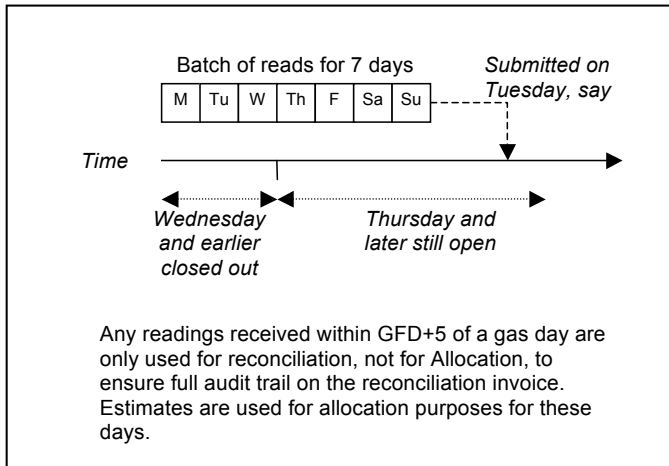 Batch of reads for 7 days
Submitted on
Tuesday, say
M Tu W Th F Sa Su
Time
Wednesday
and earlier
closed out
Thursday and
later still open
Any readings received within GFD+5 of a gas day are
only used for reconciliation, not for Allocation, to
ensure full audit trail on the reconciliation invoice.
Estimates are used for allocation purposes for these
days.